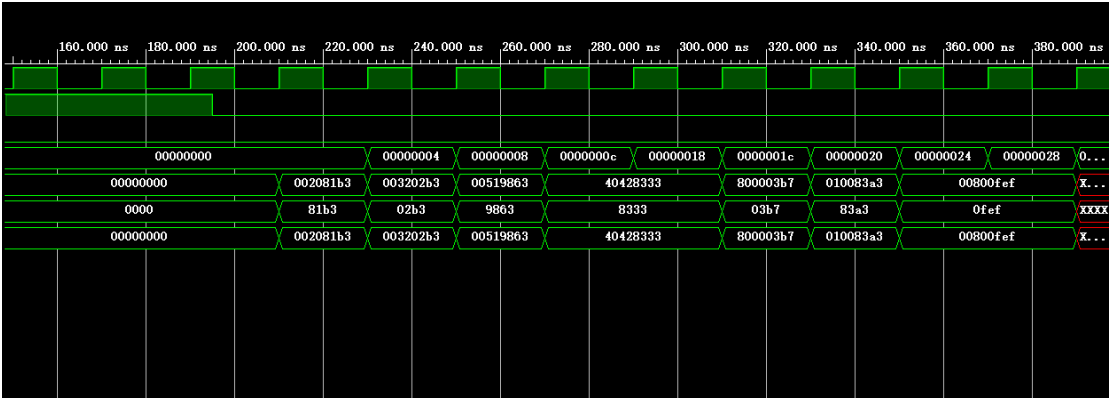 160.000 ns 180.000 ns 200.000 ns 220.000 ns 240.000 ns 260.000 ns 280.000 ns 300.000 ns 320.000 ns 340.000 ns 360.000 ns 380.000 ns
00000000 00000004 00000008 0000000c 00000018 0000001c 00000020 00000024 00000028 0...
00000000 002081b3 003202b3 00519863 40428333 800003b7 010083a3 00800fef X...
0000 81b3 02b3 9863 8333 03b7 83a3 0fef XXXX
00000000 002081b3 003202b3 00519863 40428333 800003b7 010083a3 00800fef X...